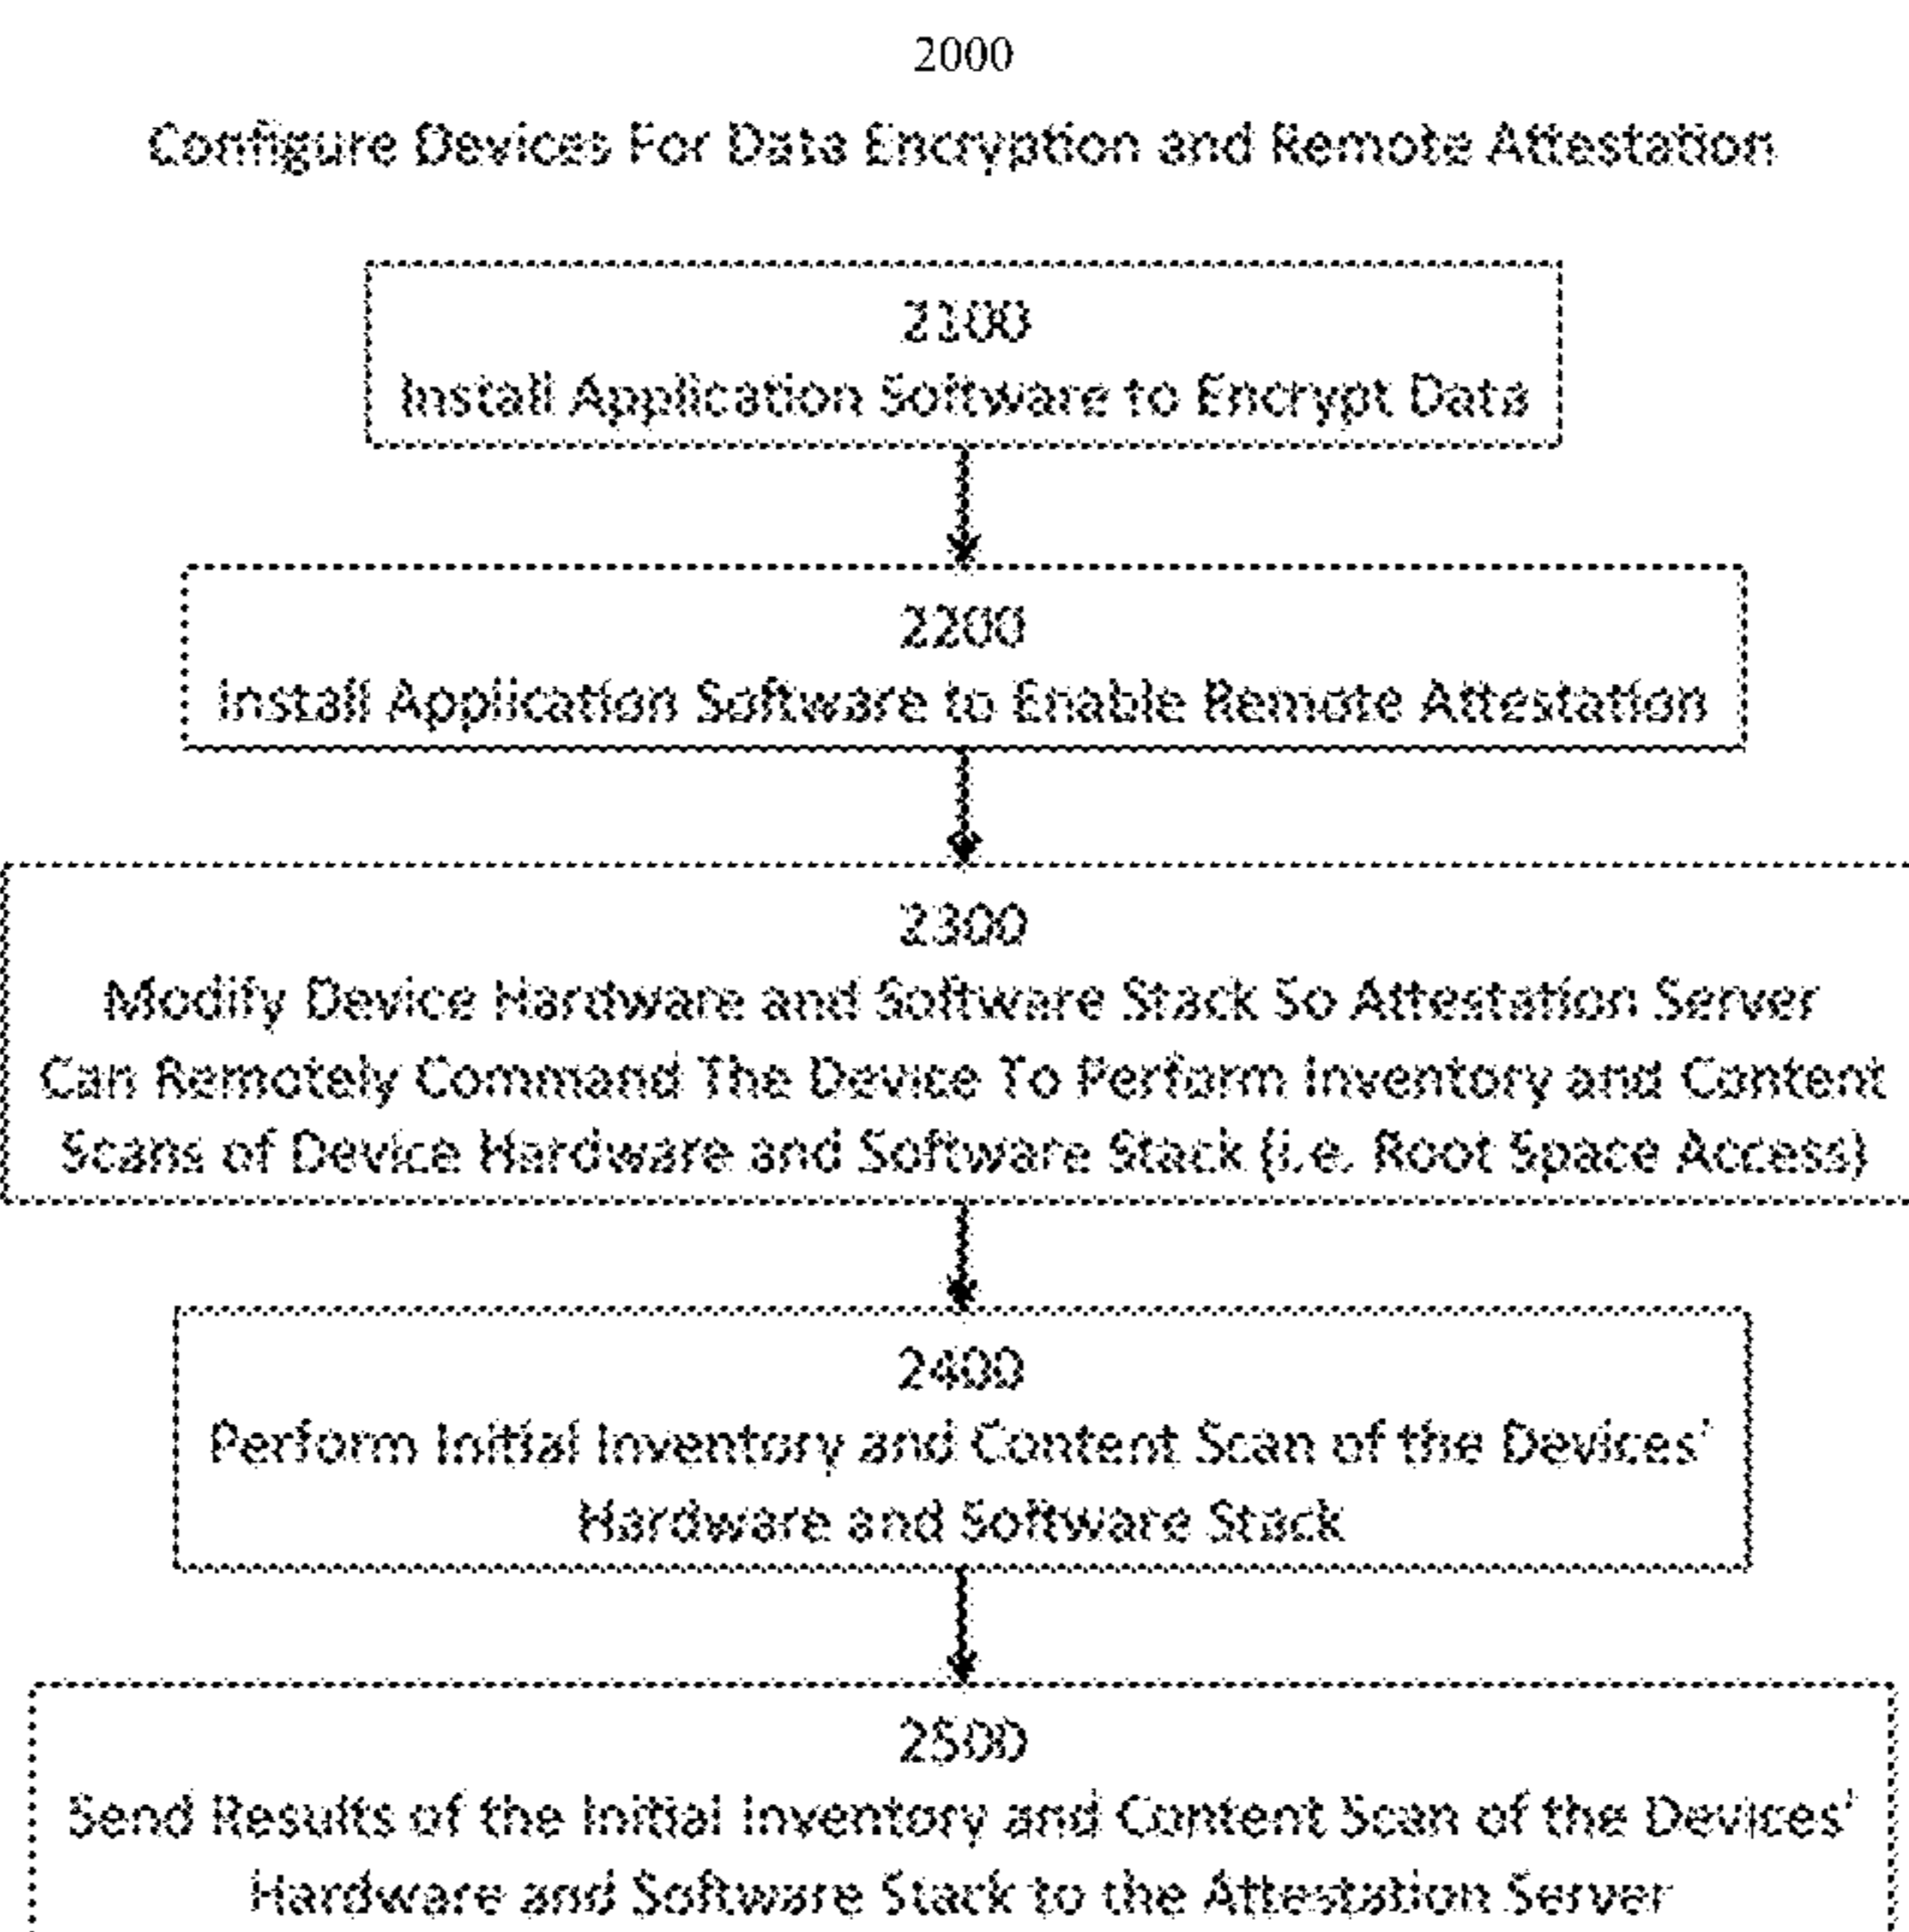 2000
Configure Devices For Data Encryption and Remote Attestation
2100
Install Application Software to Encrypt Data
2200
Install Application Software to Enable Remote Attestation
2300
Modify Device Hardware and Software Stack So Attestation Server
Can Remotely Command The Device To Perform Inventory and Content
Scans of Device Hardware and Software Stack (i.e. Root Space Access)
2400
Perform Initial Inventory and Content Scan of the Devices'
Hardware and Software Stack
2500
Send Results of the Initial Inventory and Content Scan of the Devices'
Hardware and Software Stack to the Attestation Server